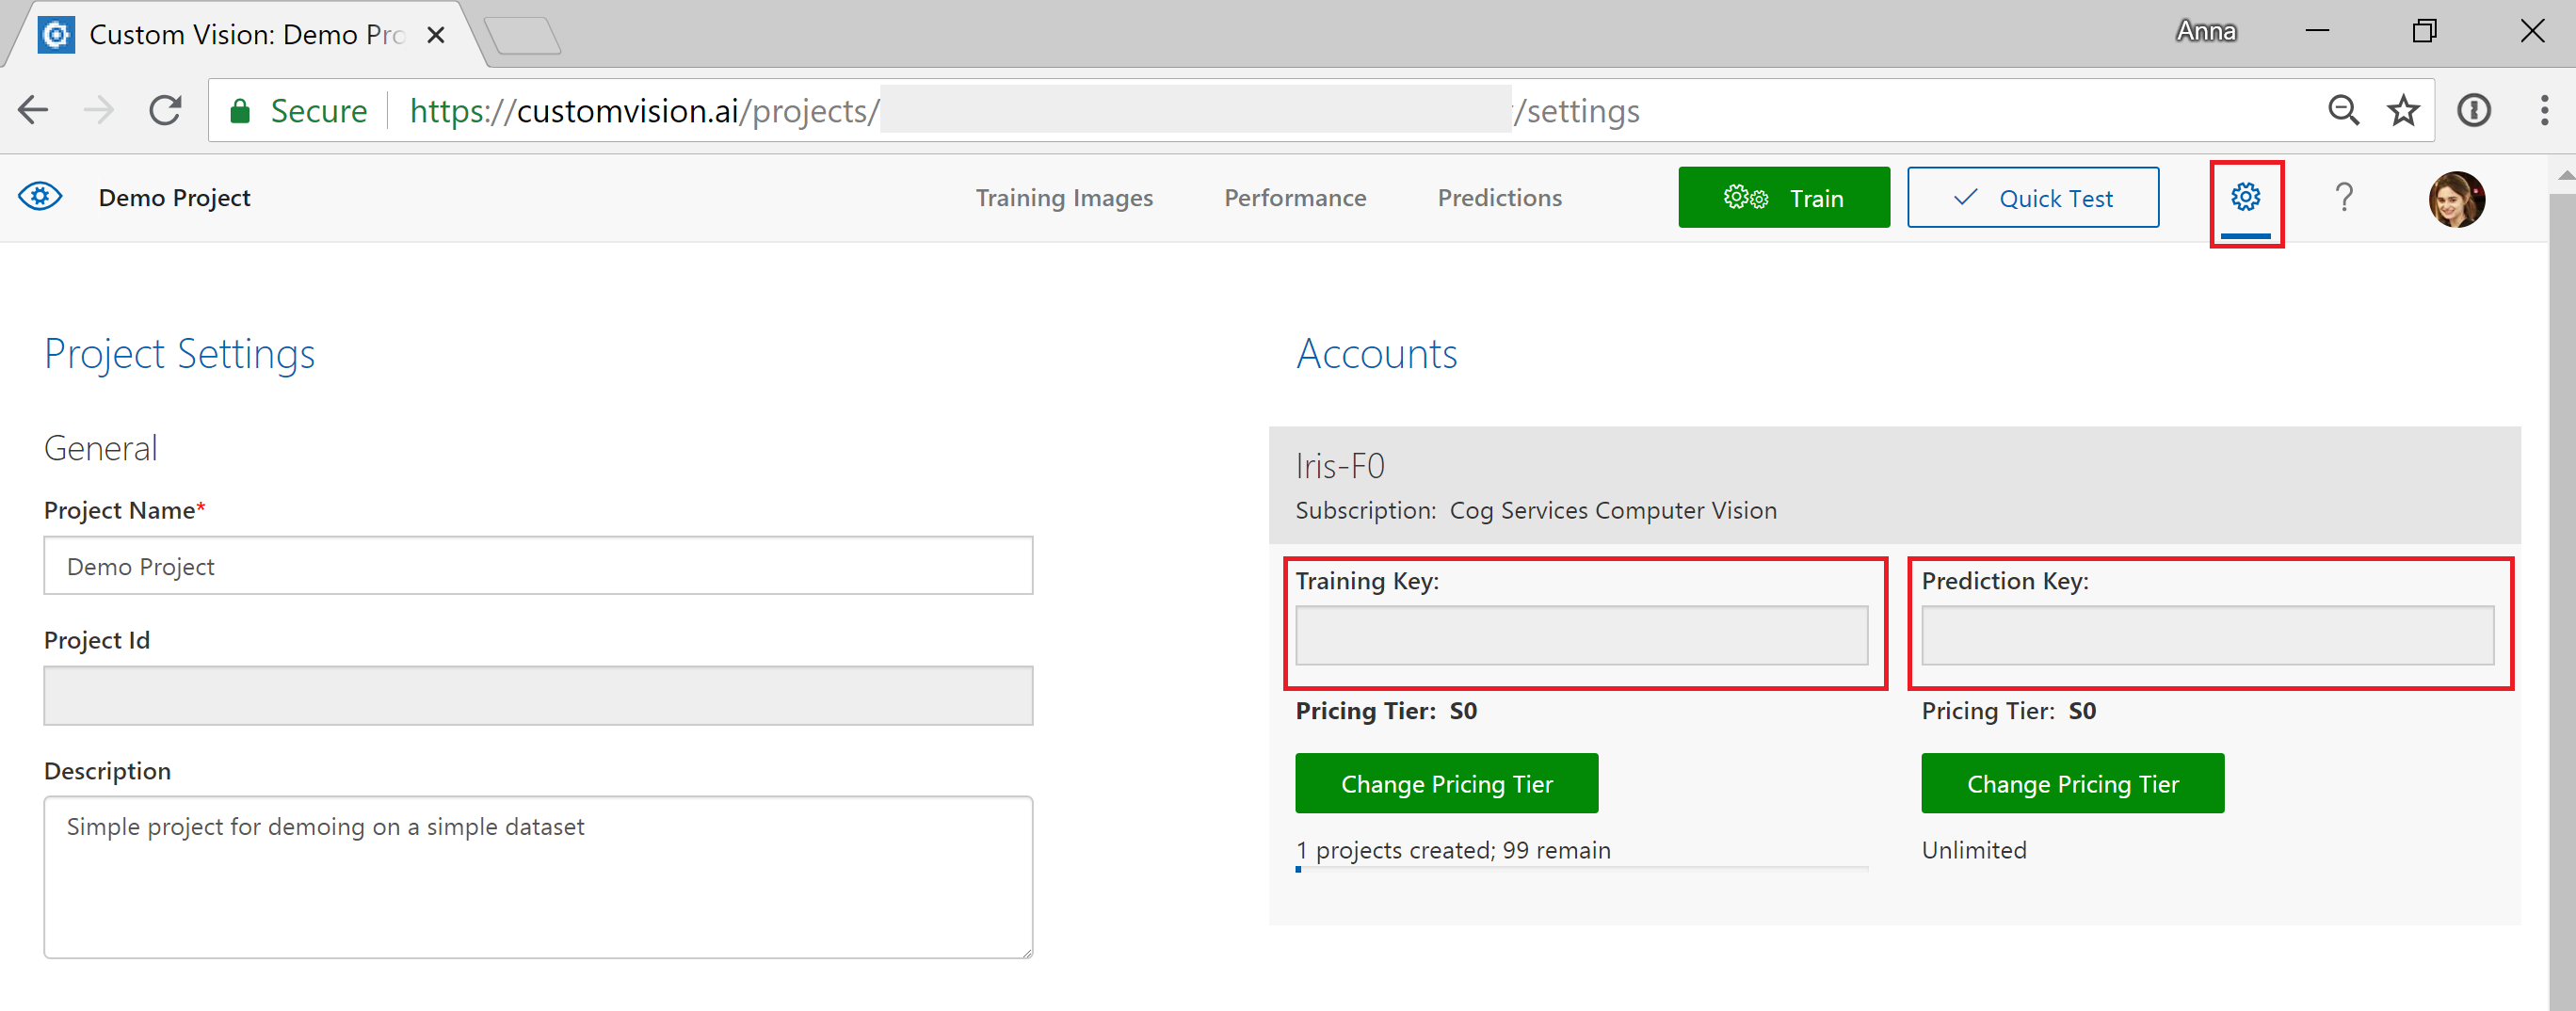 Custom Vision: Demo Pro
Anna
Secure
https://customvision.ai/projects/ /settings
Demo Project
Training Images
Performance
Predictions
Train
Quick Test
?
Project Settings
General
Project Name*
Demo Project
Project Id
Description
Simple project for demoing on a simple dataset
Accounts
Iris-F0
Subscription: Cog Services Computer Vision
Training Key:
Prediction Key:
Pricing Tier: S0
Pricing Tier: S0
Change Pricing Tier
Change Pricing Tier
1 projects created; 99 remain
Unlimited